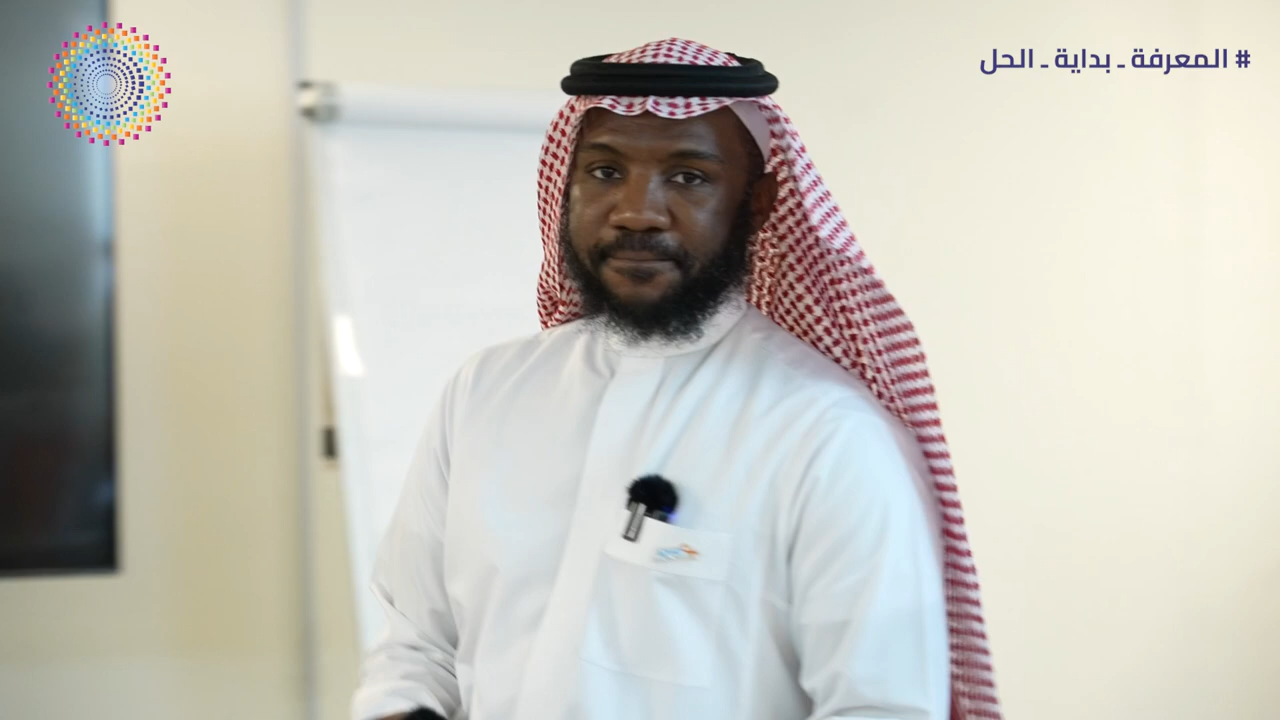 # المعرفة ـ بداية ـ الحل